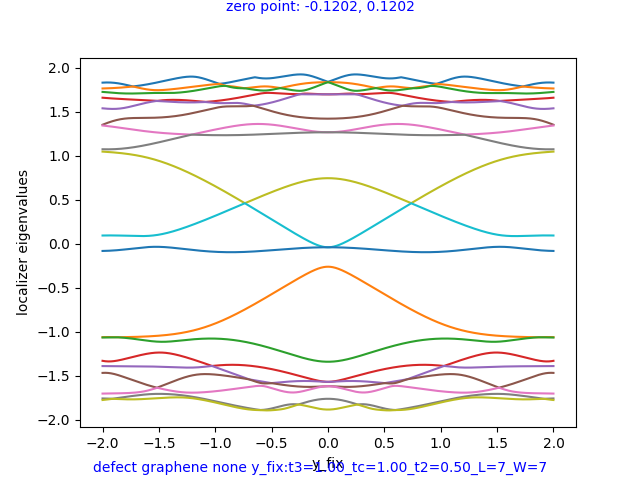 zero point: -0.1202, 0.1202
2.0
1.5
1.0
0.5
0.0
−0.5
−1.0
−1.5
−2.0
localizer eigenvalues
−2.0 −1.5 −1.0 −0.5 0.0 0.5 1.0 1.5 2.0
y_fix
defect graphene none y_fix:t3=1.00_tc=1.00_t2=0.50_L=7_W=7